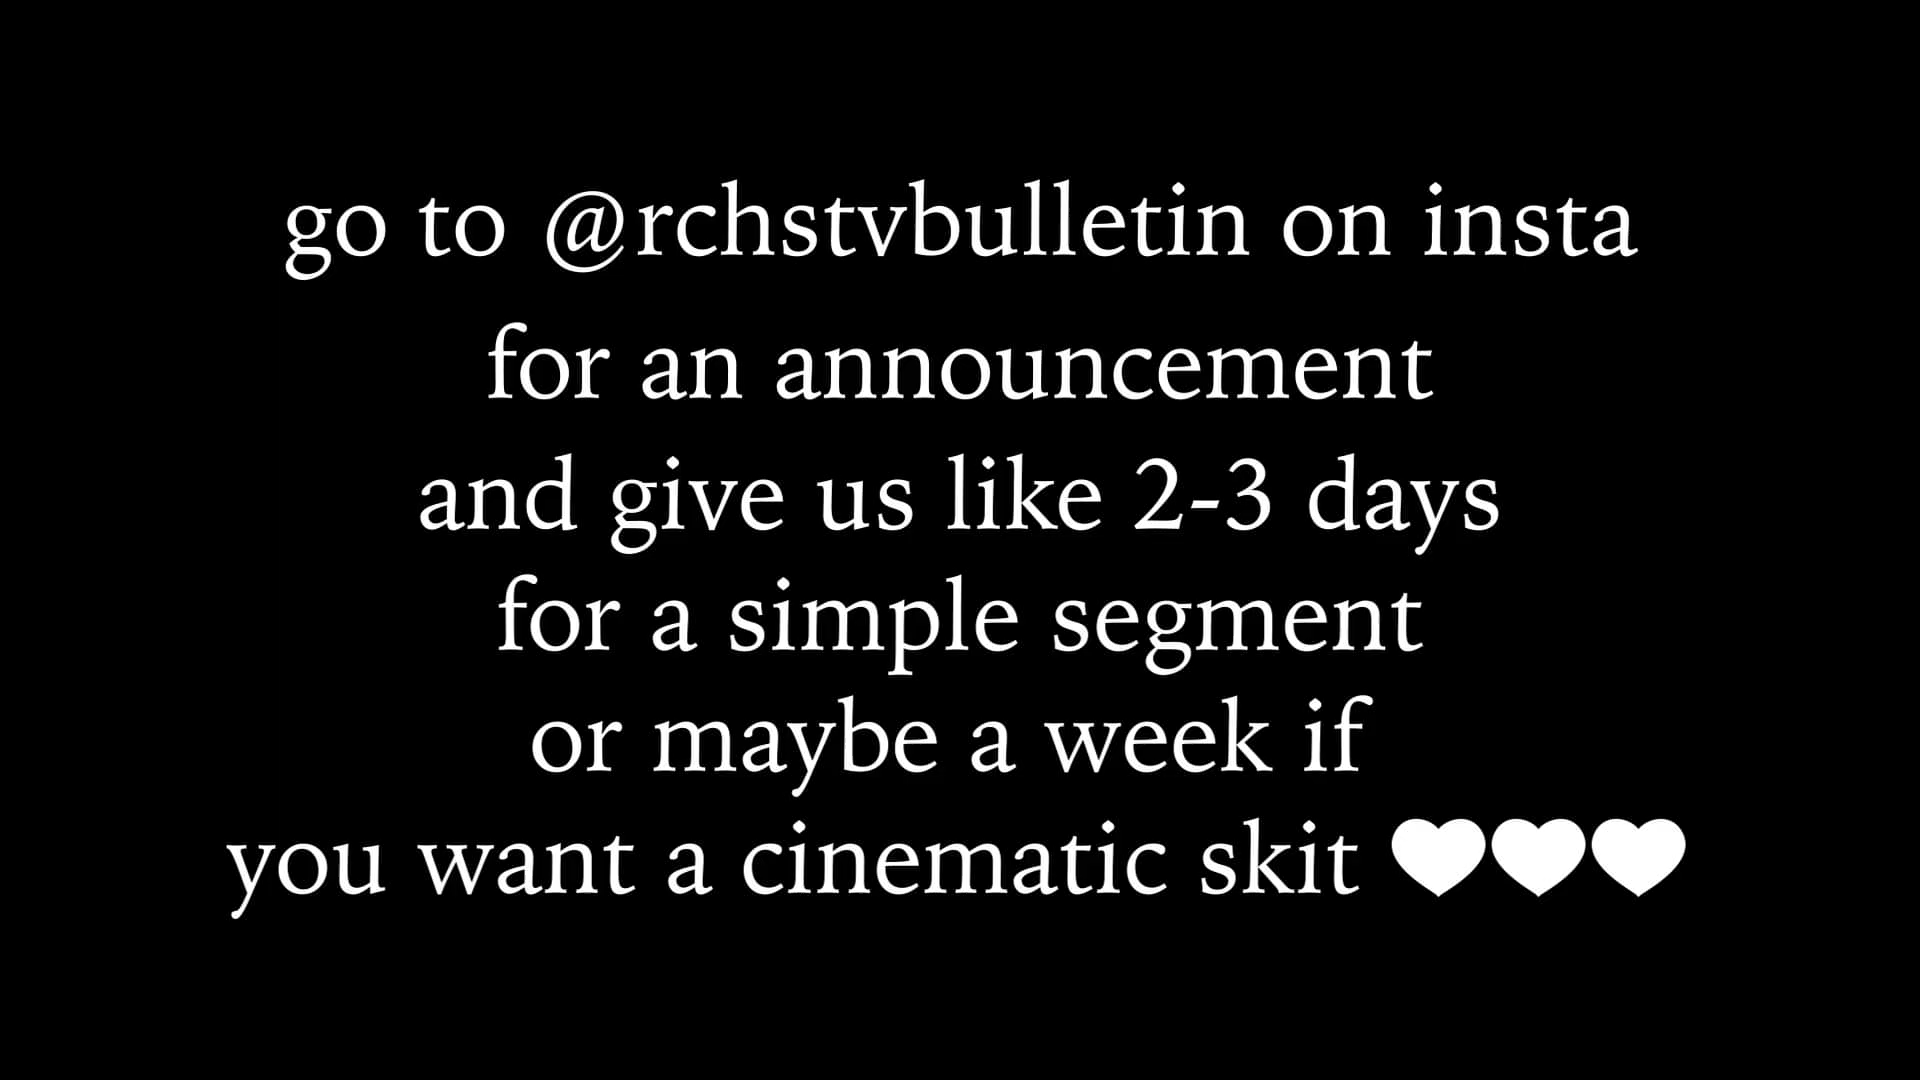 go to @rchstvbulletin on insta
for an announcement
and give us like 2-3 days
for a simple segment
or maybe a week if
you want a cinematic skit 🤍🤍🤍